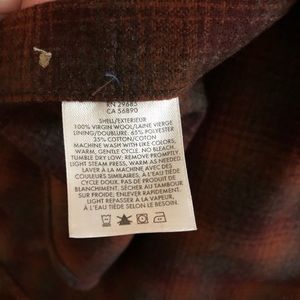 RN 29685
CA 56890
SHELL/EXTERIEUR
100% VIRGIN WOOL/LAINE VIERGE
LINING/DOUBLURE: 65% POLYESTER
35% COTTON/COTON
MACHINE WASH WITH LIKE COLORS,
WARM, GENTLE CYCLE. NO BLEACH.
TUMBLE DRY LOW; REMOVE PROMPTLY.
LIGHT STEAM PRESS, WARM AS NEEDED
LAVER À LA MACHINE AVEC DES
COULEURS SIMILAIRES, À L'EAU TIÈDE
CYCLE DOUX. PAS DE PRODUIT DE
BLANCHIMENT. SÉCHER AU TAMBOUR
SUR FROID; ENLEVER RAPIDEMENT.
LIGHT REPASSER A LA VAPEUR,
À L'EAU TIÈDE SELON LE BESOIN.